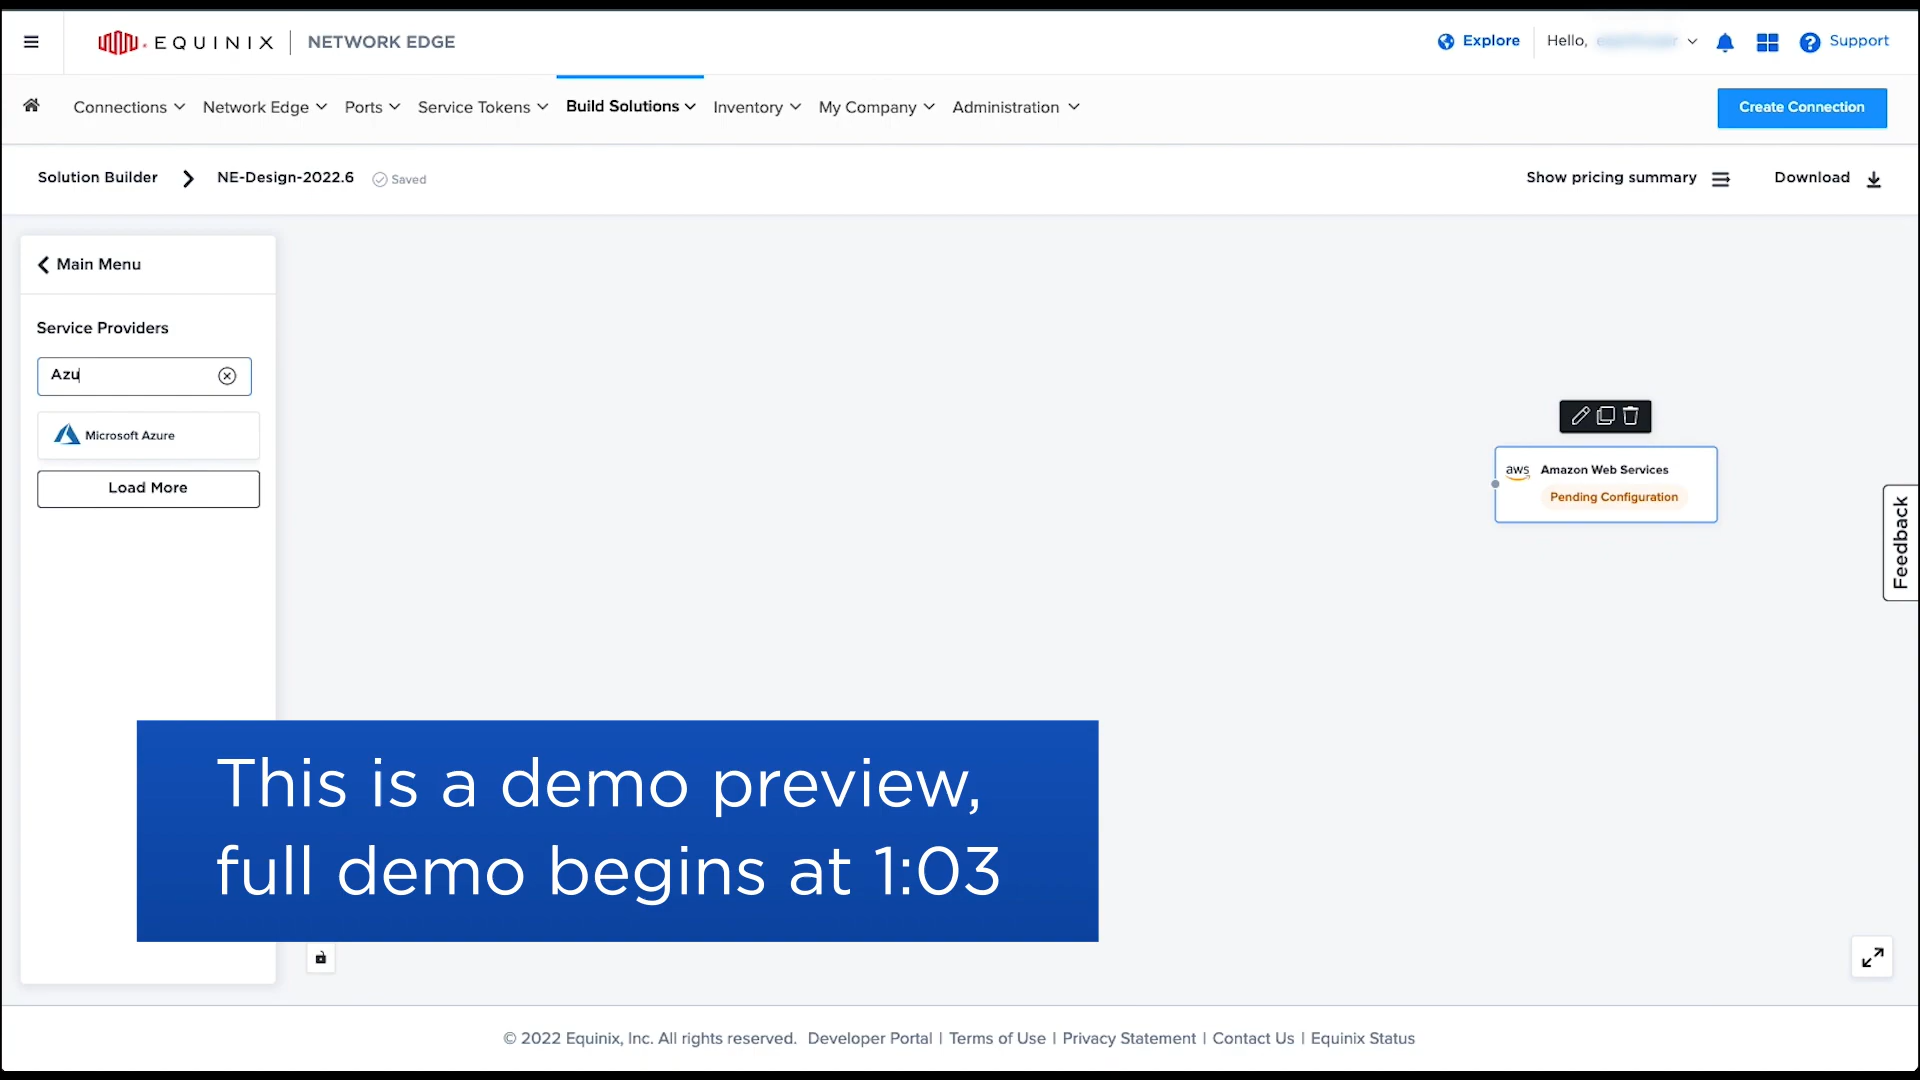 EQUINIX | NETWORK EDGE
Explore
Hello,
Support
Connections
Network Edge
Ports
Service Tokens
Build Solutions
Inventory
My Company
Administration
Create Connection
Solution Builder
NE-Design-2022.6
Saved
Show pricing summary
Download
Main Menu
Service Providers
Azu
Microsoft Azure
Load More
aws
Amazon Web Services
Pending Configuration
Feedback
This is a demo preview,
full demo begins at 1:03
© 2022 Equinix, Inc. All rights reserved. Developer Portal | Terms of Use | Privacy Statement | Contact Us | Equinix Status